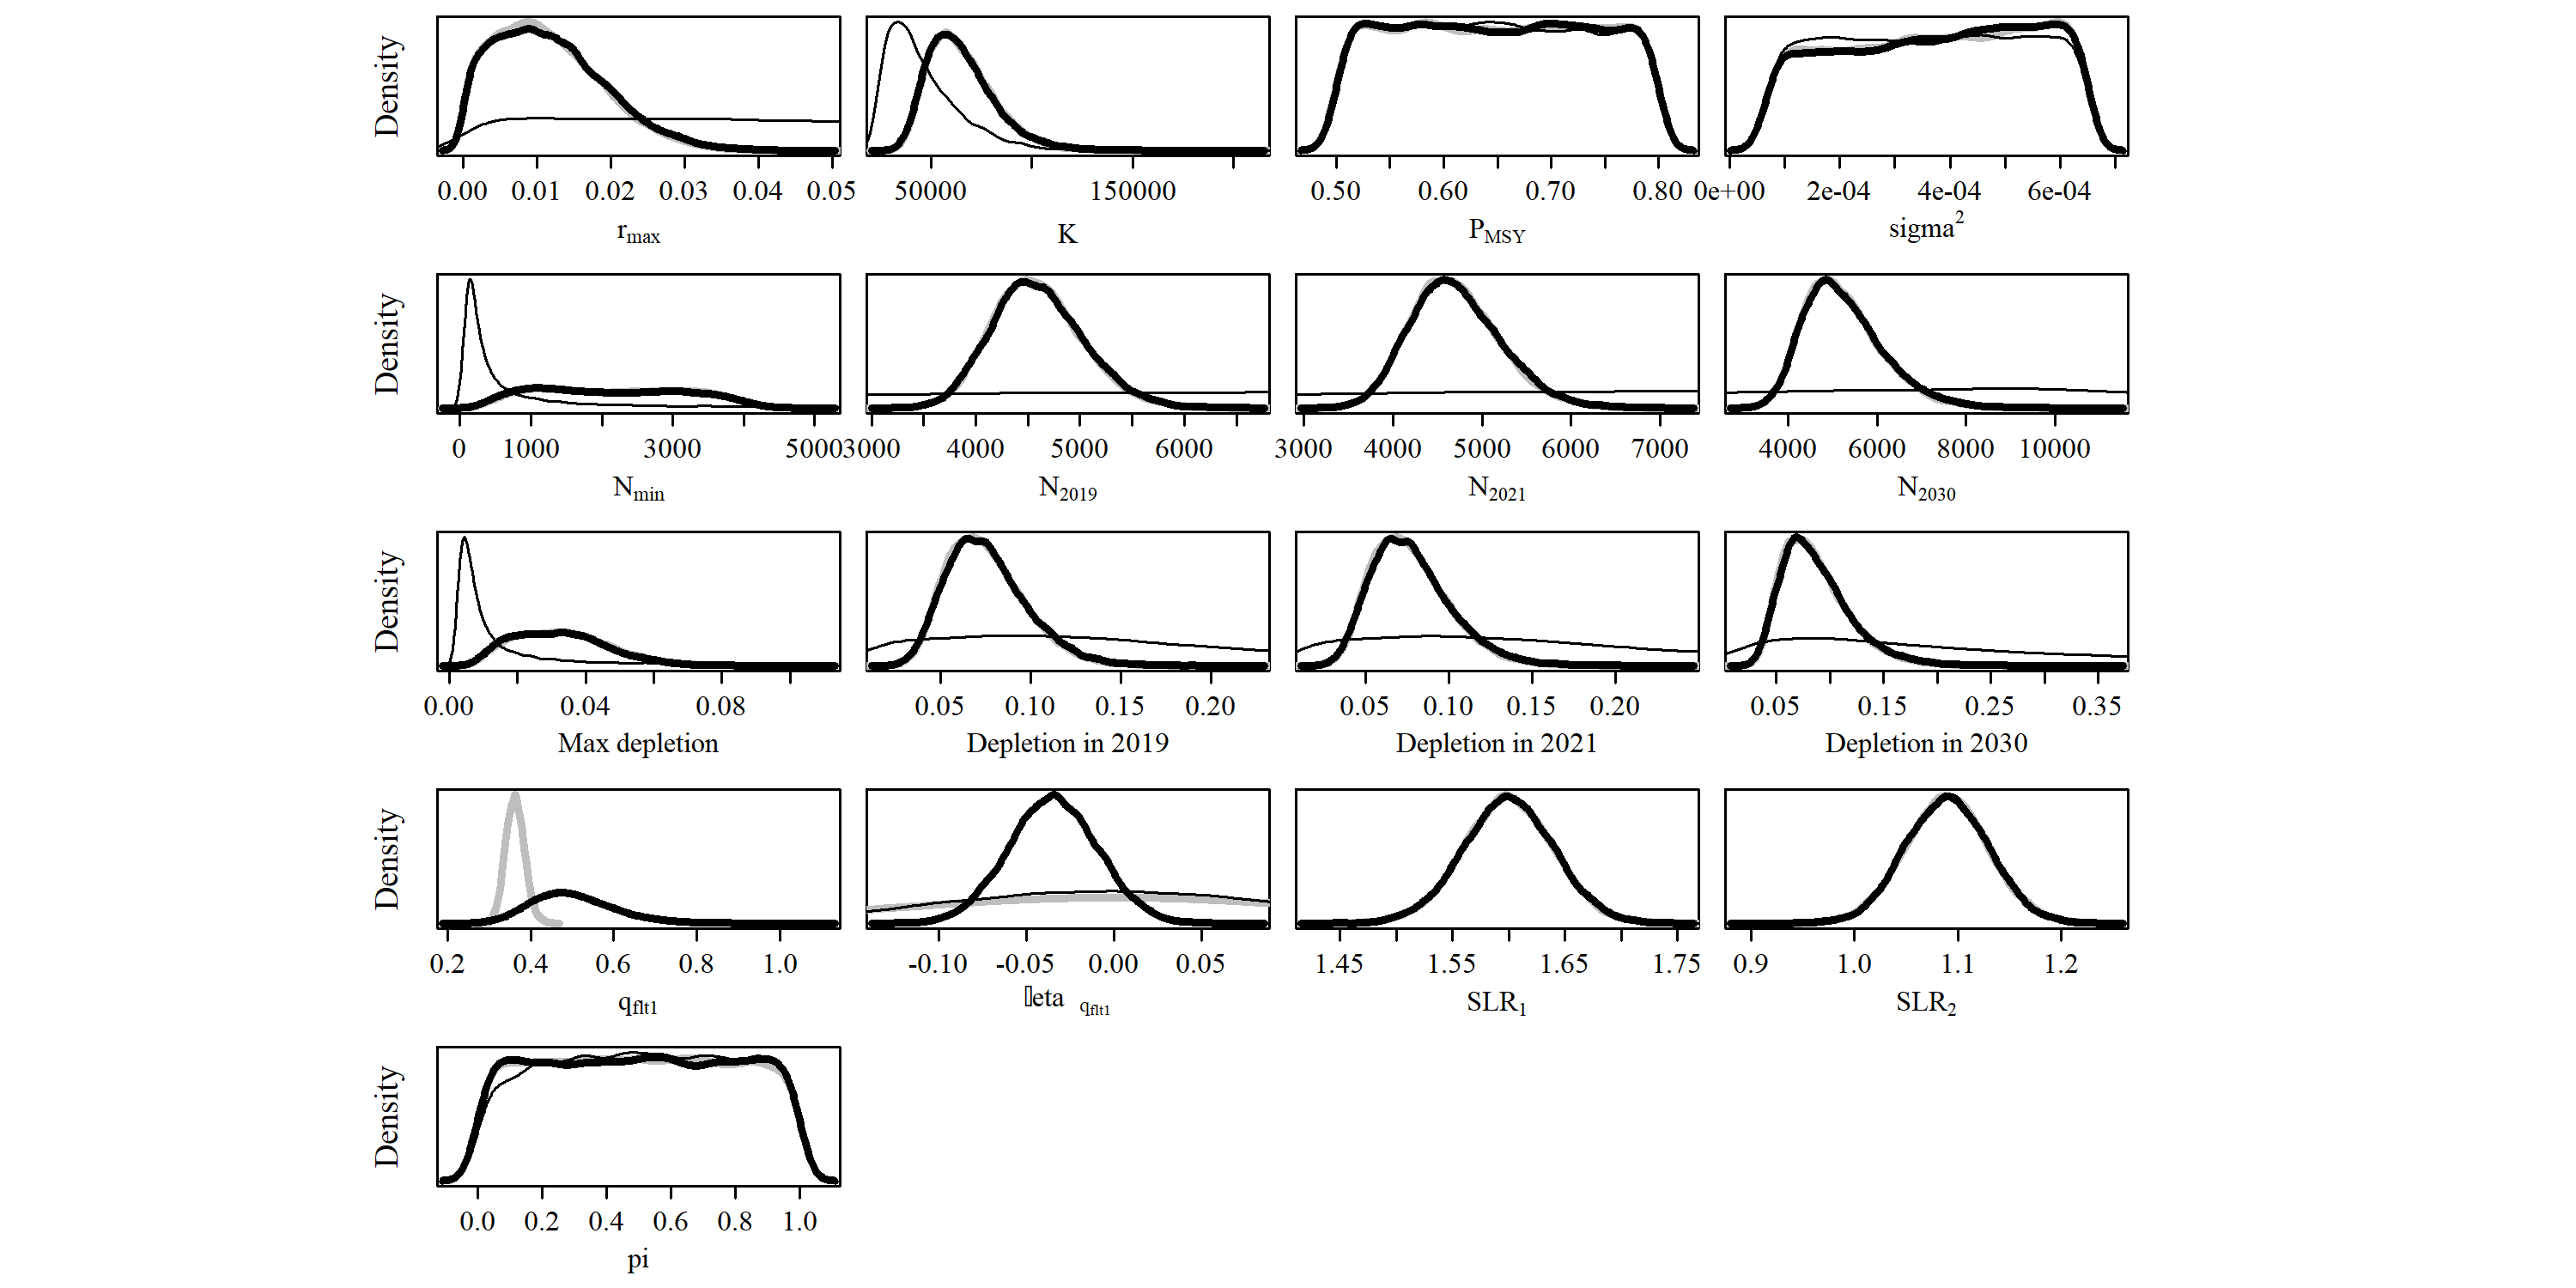 Density
0.00 0.01 0.02 0.03 0.04 0.05
rmax
50000 150000
K
0.50 0.60 0.70 0.80
PMSY
0e+00 2e-04 4e-04 6e-04
sigma2
Density
0 1000 3000 5000
Nmin
3000 4000 5000 6000
N2019
3000 4000 5000 6000 7000
N2021
4000 6000 8000 10000
N2030
Density
0.00 0.04 0.08
Max depletion
0.05 0.10 0.15 0.20
Depletion in 2019
0.05 0.10 0.15 0.20
Depletion in 2021
0.05 0.15 0.25 0.35
Depletion in 2030
Density
0.2 0.4 0.6 0.8 1.0
qflt1
-0.10 -0.05 0.00 0.05
▯eta qflt1
1.45 1.55 1.65 1.75
SLR1
0.9 1.0 1.1 1.2
SLR2
Density
0.0 0.2 0.4 0.6 0.8 1.0
pi